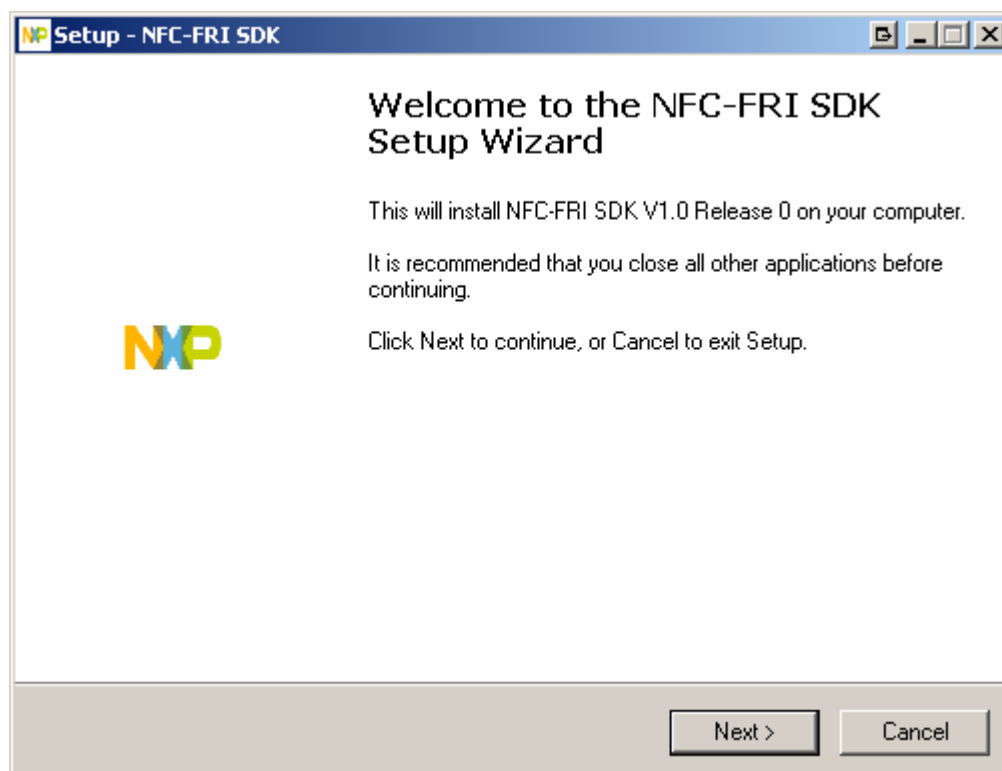 NXP Setup - NFC-FRI SDK
Welcome to the NFC-FRI SDK
Setup Wizard
This will install NFC-FRI SDK V1.0 Release 0 on your computer.
It is recommended that you close all other applications before
continuing.
NXP
Click Next to continue, or Cancel to exit Setup.
Next >
Cancel